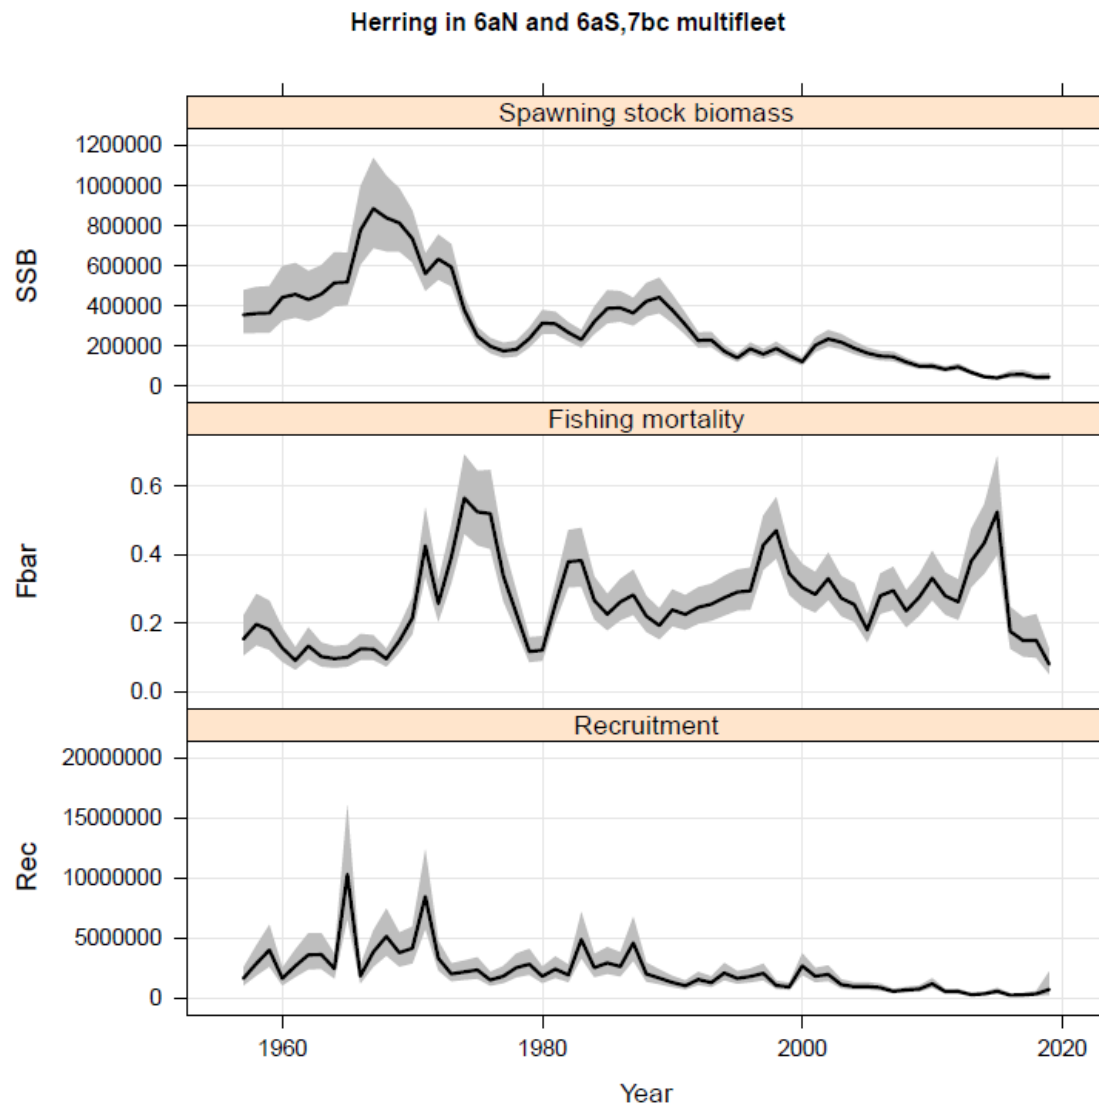 Herring in 6aN and 6aS,7bc multifleet
Spawning stock biomass
1200000
1000000
800000
600000
400000
200000
0
SSB
Fishing mortality
0.6
0.4
0.2
0.0
Fbar
Recruitment
20000000
15000000
10000000
5000000
0
Rec
1960 1980 2000 2020
Year